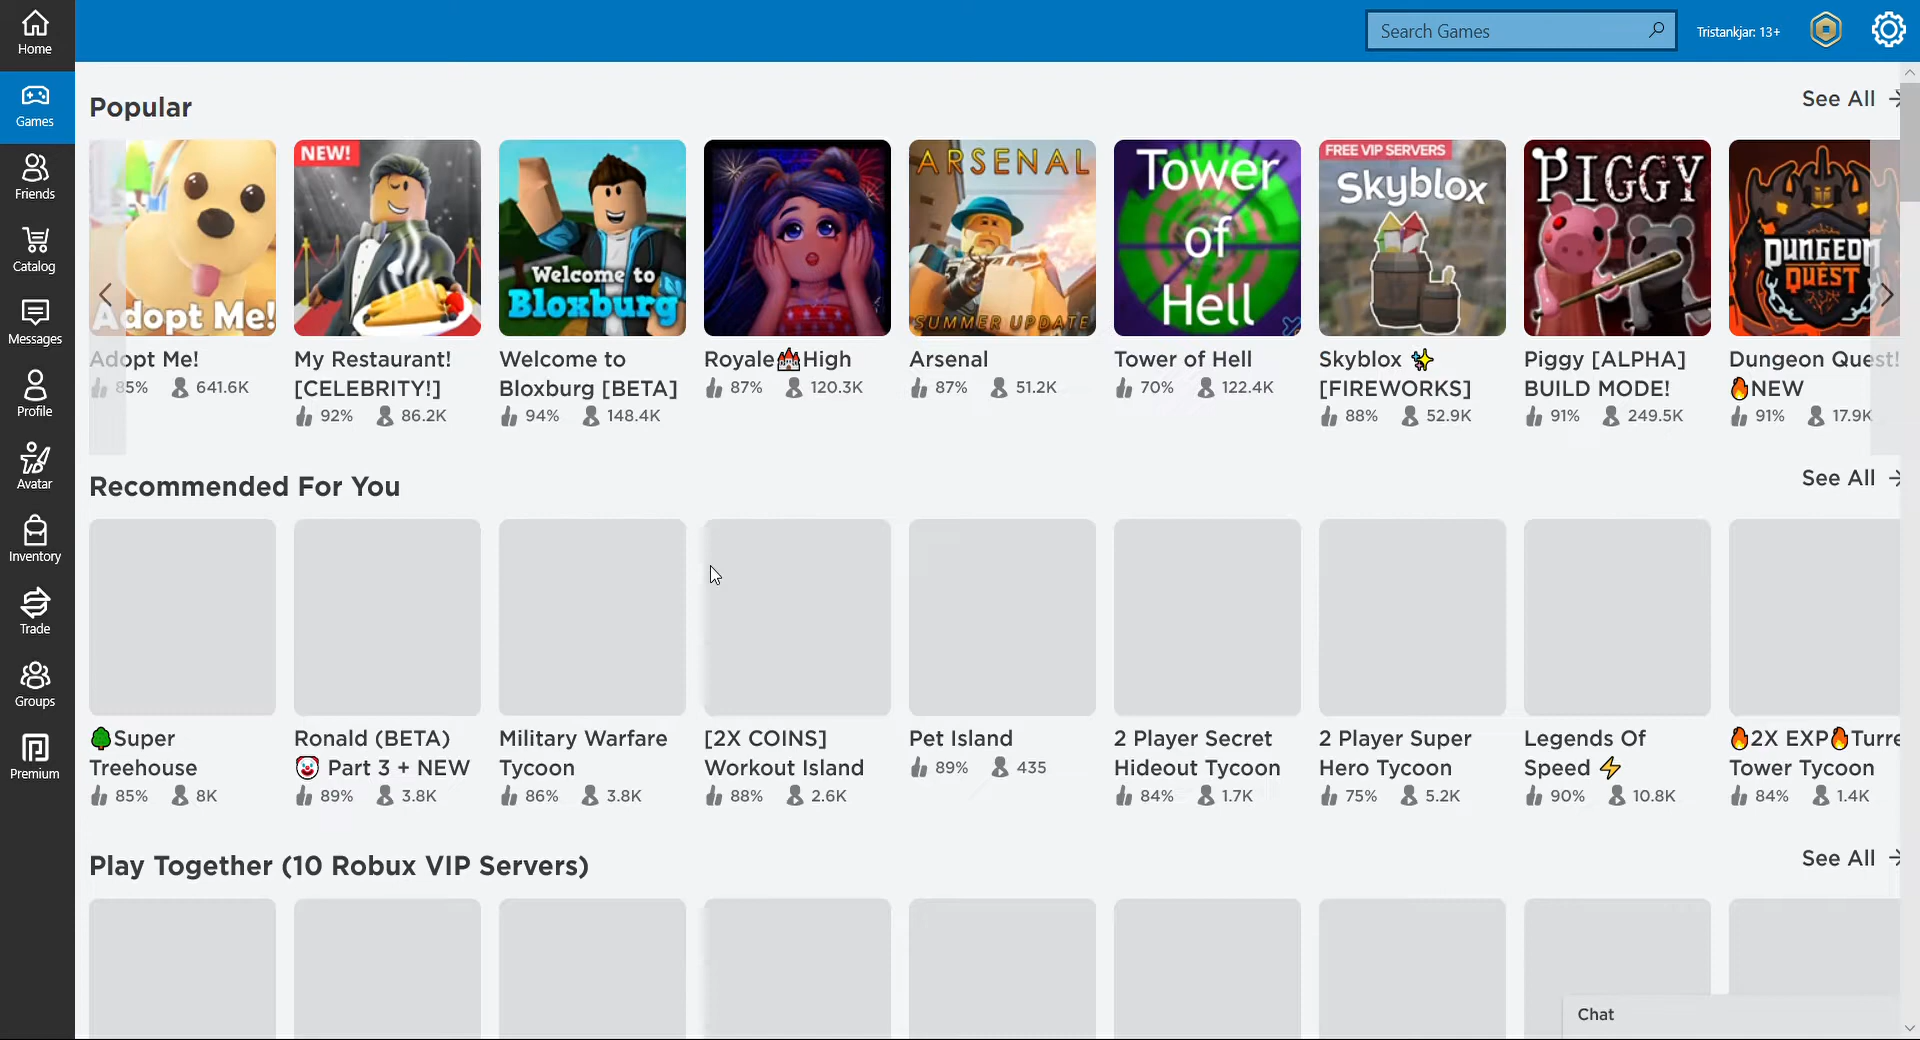 Home
Games
Friends
Catalog
Messages
Profile
Avatar
Inventory
Trade
Groups
Premium
Search Games
Tristankjar: 13+
Popular
See All
Adopt Me!
NEW!
Welcome to
Bloxburg
ARSENAL
SUMMER UPDATE
Tower
of
Hell
FREE VIP SERVERS
Skyblox
PIGGY
DUNGEON
QUEST
Adopt Me!
85% 641.6K
My Restaurant!
[CELEBRITY!]
92% 86.2K
Welcome to
Bloxburg [BETA]
94% 148.4K
Royale🏰High
87% 120.3K
Arsenal
87% 51.2K
Tower of Hell
70% 122.4K
Skyblox ✨
[FIREWORKS]
88% 52.9K
Piggy [ALPHA]
BUILD MODE!
91% 249.5K
Dungeon Quest!
🔥NEW
91% 17.9K
Recommended For You
See All
🌳Super
Treehouse
85% 8K
Ronald (BETA)
🤡 Part 3 + NEW
89% 3.8K
Military Warfare
Tycoon
86% 3.8K
[2X COINS]
Workout Island
88% 2.6K
Pet Island
89% 435
2 Player Secret
Hideout Tycoon
84% 1.7K
2 Player Super
Hero Tycoon
75% 5.2K
Legends Of
Speed ⚡
90% 10.8K
🔥2X EXP🔥Turre
Tower Tycoon
84% 1.4K
Play Together (10 Robux VIP Servers)
See All
Chat